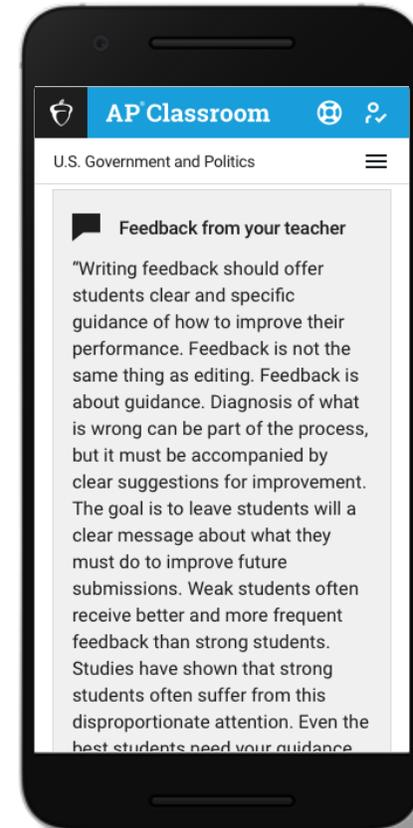 AP® Classroom
U.S. Government and Politics
Feedback from your teacher
“Writing feedback should offer
students clear and specific
guidance of how to improve their
performance. Feedback is not the
same thing as editing. Feedback is
about guidance. Diagnosis of what
is wrong can be part of the process,
but it must be accompanied by
clear suggestions for improvement.
The goal is to leave students will a
clear message about what they
must do to improve future
submissions. Weak students often
receive better and more frequent
feedback than strong students.
Studies have shown that strong
students often suffer from this
disproportionate attention. Even the
best students need your guidance